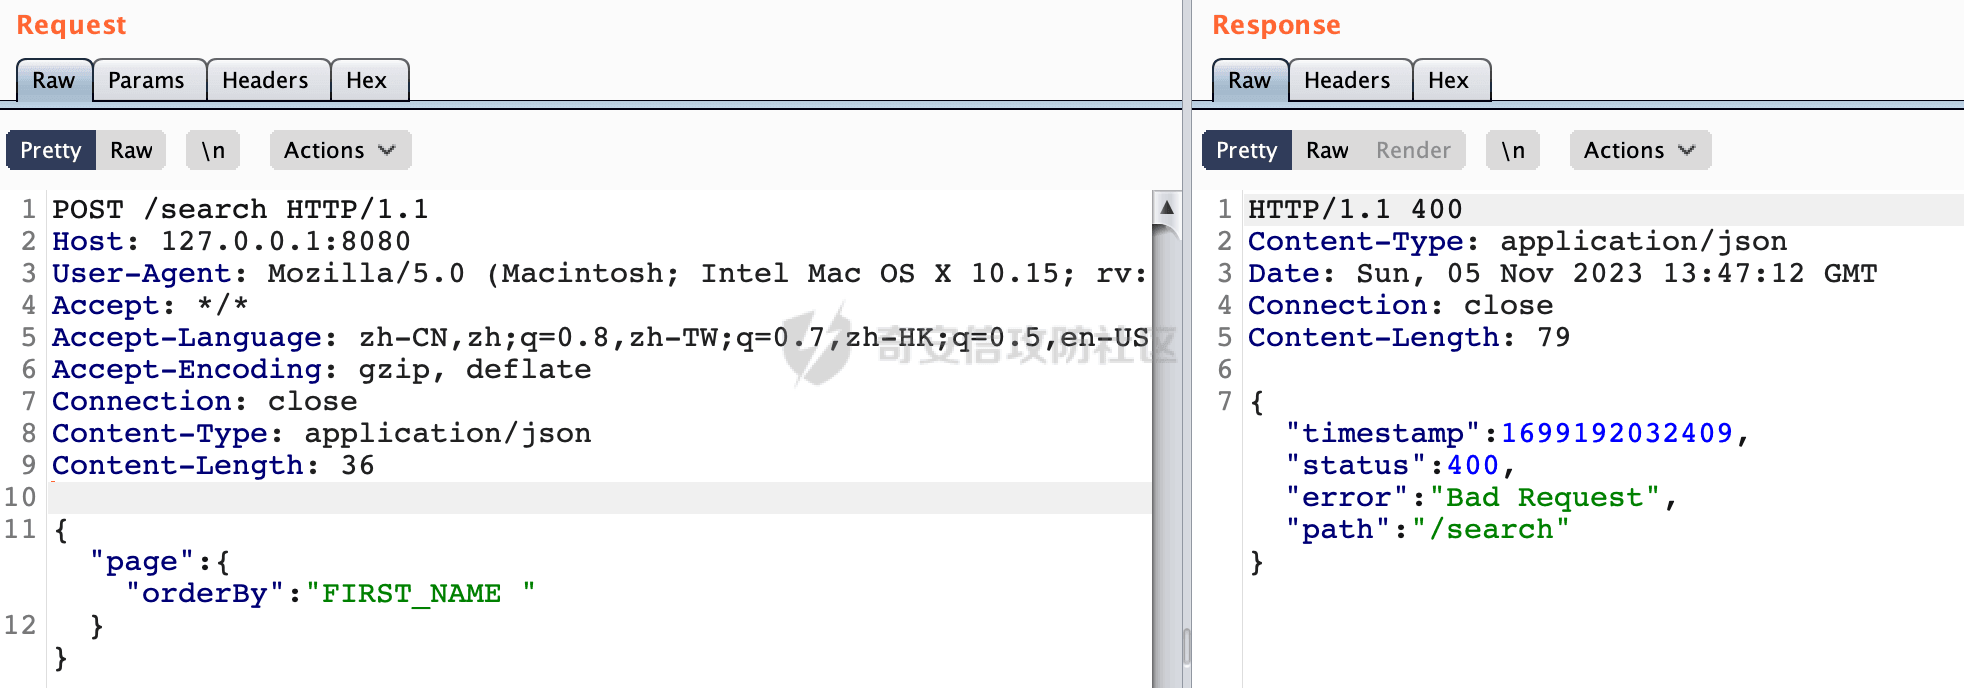 Request
Raw
Params
Headers
Hex
Pretty
Raw
\n
Actions
1 POST /search HTTP/1.1
2 Host: 127.0.0.1:8080
3 User-Agent: Mozilla/5.0 (Macintosh; Intel Mac OS X 10.15; rv:
4 Accept: */*
5 Accept-Language: zh-CN,zh;q=0.8,zh-TW;q=0.7,zh-HK;q=0.5,en-US
6 Accept-Encoding: gzip, deflate
7 Connection: close
8 Content-Type: application/json
9 Content-Length: 36
10
11 {
"page":{
"orderBy":"FIRST_NAME "
12 }
}
Response
Raw
Headers
Hex
Pretty
Raw
Render
\n
Actions
1 HTTP/1.1 400
2 Content-Type: application/json
3 Date: Sun, 05 Nov 2023 13:47:12 GMT
4 Connection: close
5 Content-Length: 79
6
7 {
"timestamp":1699192032409,
"status":400,
"error":"Bad Request",
"path":"/search"
}
奇安信攻防社区